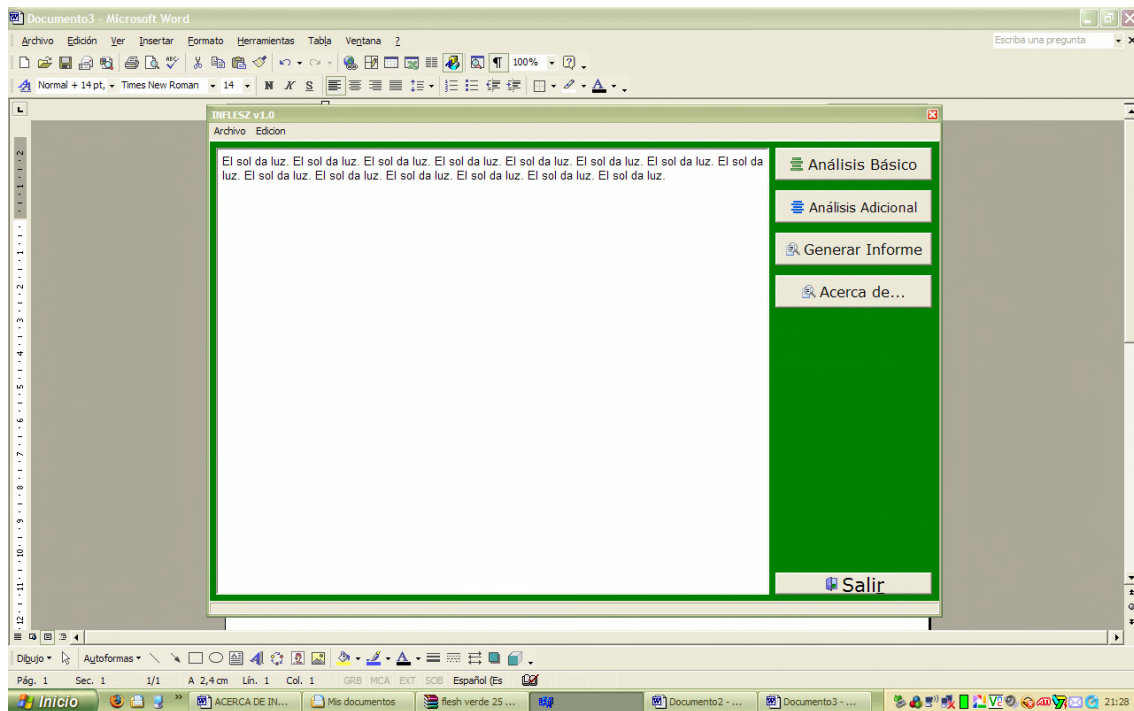 Documento3 - Microsoft Word
Archivo Edición Ver Insertar Formato Herramientas Tabla Ventana ?
Escriba una pregunta
100%
Normal + 14 pt, Times New Roman 14 N K S
INFLESZ v1.0
Archivo Edicion
El sol da luz. El sol da luz. El sol da luz. El sol da luz. El sol da luz. El sol da luz. El sol da luz. El sol da
luz. El sol da luz. El sol da luz. El sol da luz. El sol da luz. El sol da luz. El sol da luz.
Análisis Básico
Análisis Adicional
Generar Informe
Acerca de...
Salir
Dibujo Autoformas
Pág. 1 Sec. 1 1/1 A 2,4 cm Lín. 1 Col. 1 GRB MCA EXT SOB Español (Es
Inicio ACERCA DE IN... Mis documentos flesh verde 25 ... Documento2 - ... Documento3 - ... 21:28